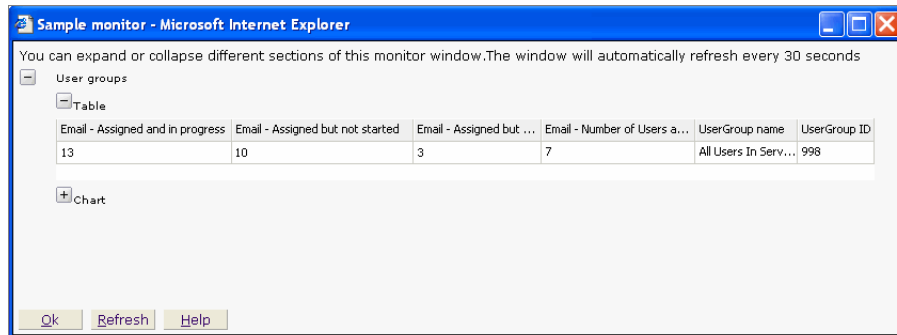 Sample monitor - Microsoft Internet Explorer
You can expand or collapse different sections of this monitor window.The window will automatically refresh every 30 seconds
User groups
Table
Email - Assigned and in progress Email - Assigned but not started Email - Assigned but ... Email - Number of Users a... UserGroup name UserGroup ID
13 10 3 7 All Users In Serv... 998
Chart
Ok Refresh Help